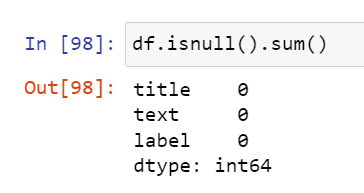 In [98]: df.isnull().sum()
Out[98]: title    0
text     0
label    0
dtype: int64